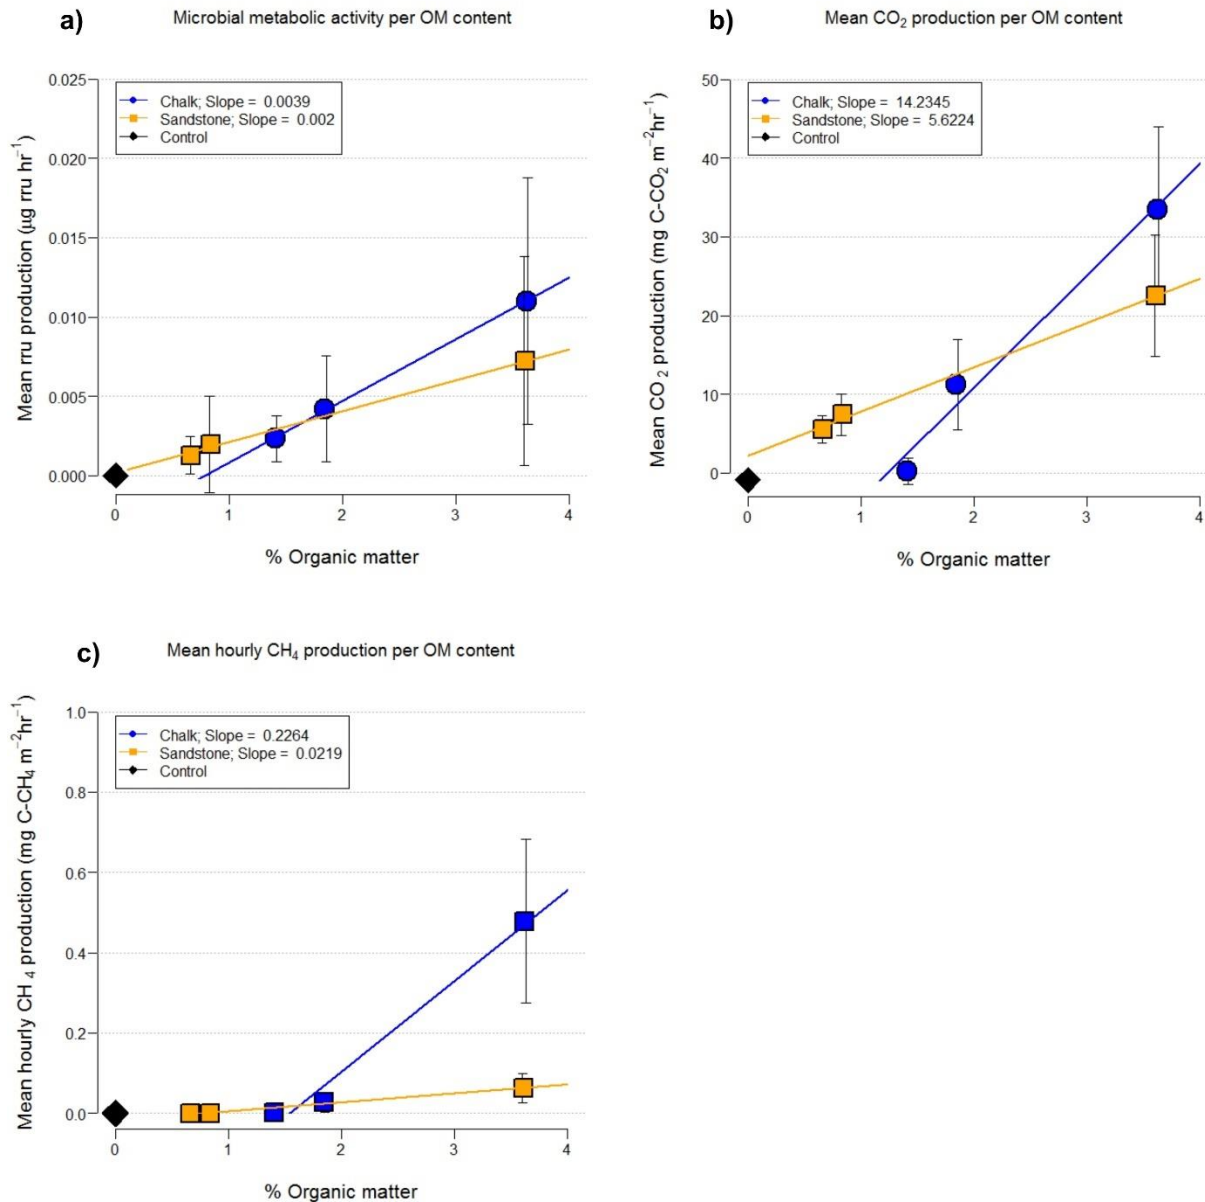 a)
Microbial metabolic activity per OM content
Mean rru production (µg rru hr⁻¹)
0.025
0.020
0.015
0.010
0.005
0.000
Chalk; Slope = 0.0039
Sandstone; Slope = 0.002
Control
0 1 2 3 4
% Organic matter
b)
Mean CO₂ production per OM content
Mean CO ₂ production (mg C-CO₂ m⁻²hr⁻¹)
50
40
30
20
10
0
Chalk; Slope = 14.2345
Sandstone; Slope = 5.6224
Control
0 1 2 3 4
% Organic matter
c)
Mean hourly CH₄ production per OM content
Mean hourly CH ₄ production (mg C-CH₄ m⁻²hr⁻¹)
1.0
0.8
0.6
0.4
0.2
0.0
Chalk; Slope = 0.2264
Sandstone; Slope = 0.0219
Control
0 1 2 3 4
% Organic matter